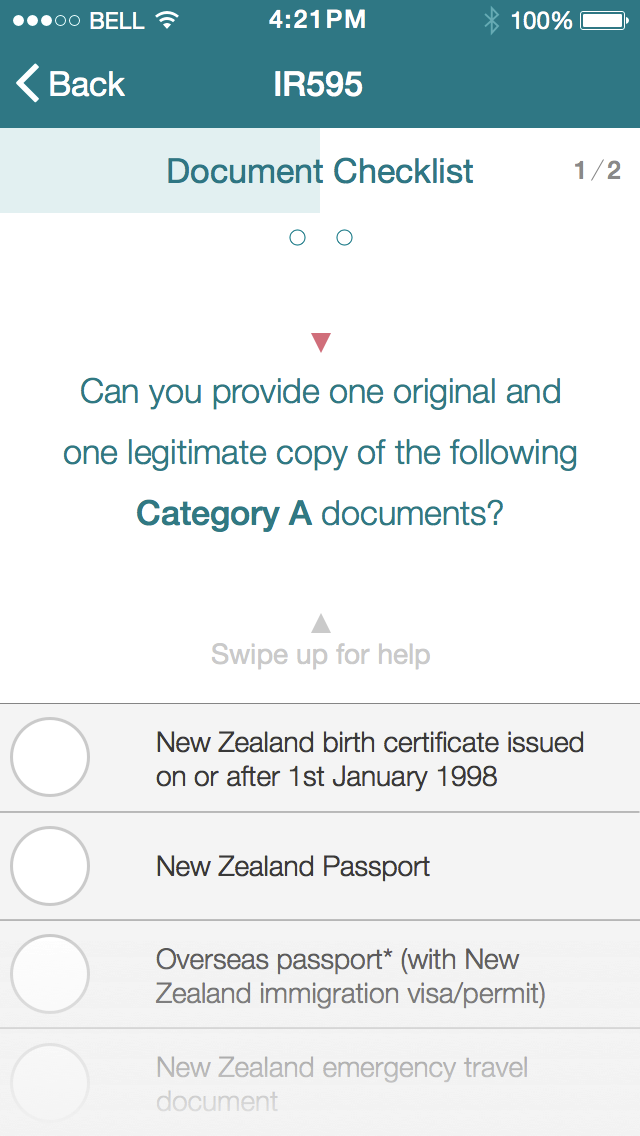 BELL 4:21PM 100%
Back IR595
Document Checklist 1/2
Can you provide one original and
one legitimate copy of the following
Category A documents?
Swipe up for help
New Zealand birth certificate issued
on or after 1st January 1998
New Zealand Passport
Overseas passport* (with New
Zealand immigration visa/permit)
New Zealand emergency travel
document